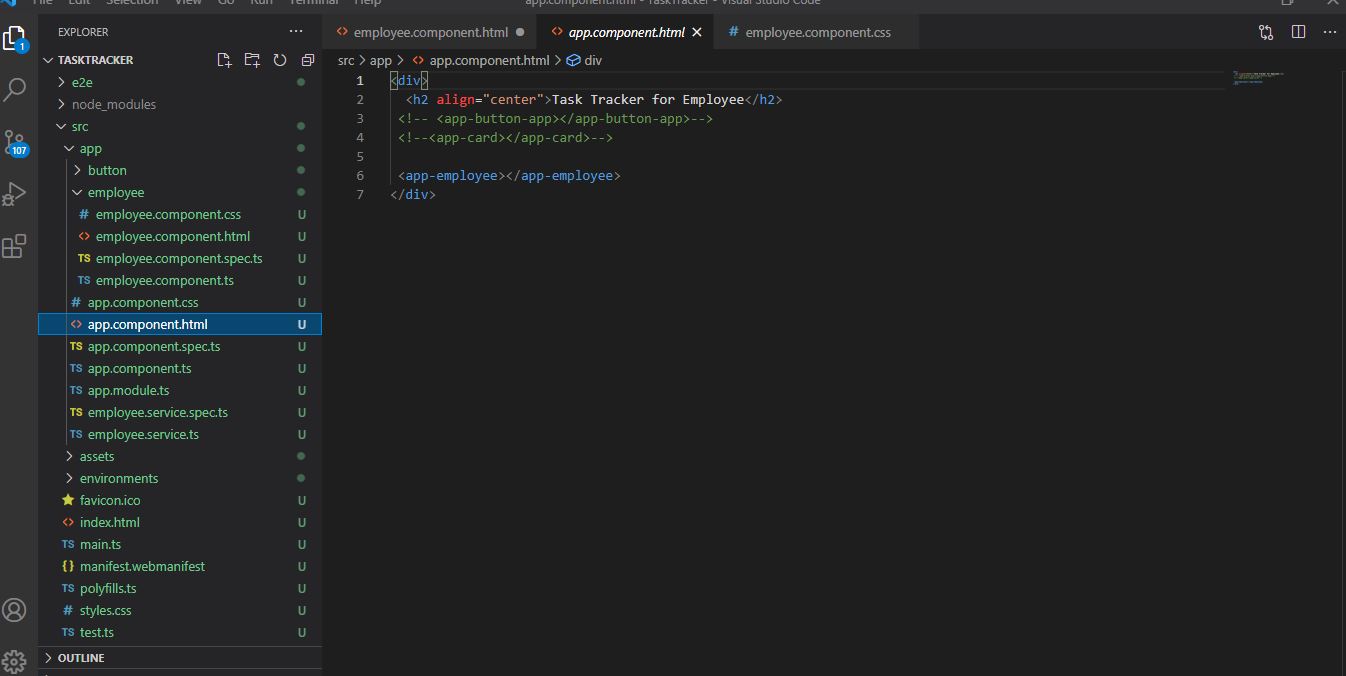 File Edit Selection View Go Run Terminal Help app.component.html - TaskTracker - Visual Studio Code
EXPLORER
1
107
TASKTRACKER
e2e
node_modules
src
app
button
employee
# employee.component.css U
<> employee.component.html U
TS employee.component.spec.ts U
TS employee.component.ts U
# app.component.css U
<> app.component.html U
TS app.component.spec.ts U
TS app.component.ts U
TS app.module.ts U
TS employee.service.spec.ts U
TS employee.service.ts U
assets
environments
favicon.ico U
<> index.html U
TS main.ts U
{} manifest.webmanifest U
TS polyfills.ts U
# styles.css U
TS test.ts U
OUTLINE
<> employee.component.html <> app.component.html # employee.component.css
src > app > <> app.component.html > div
1 <div>
2 <h2 align="center">Task Tracker for Employee</h2>
3 <!-- <app-button-app></app-button-app>-->
4 <!--<app-card></app-card>-->
5
6 <app-employee></app-employee>
7 </div>